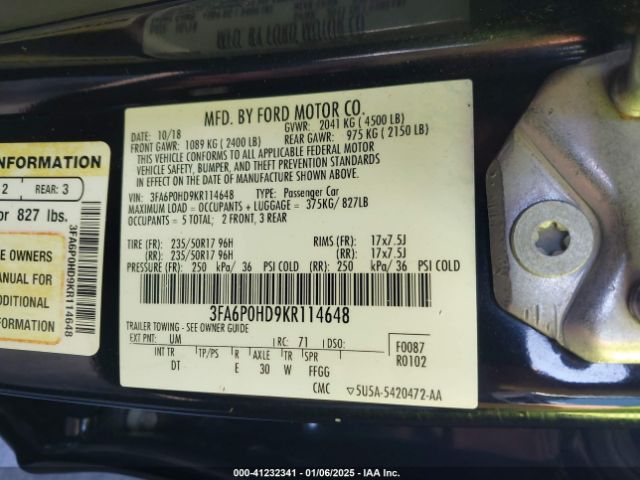 MFD. BY FORD MOTOR CO.
10/18
GVWR: 2041 KG ( 4500 LB)
FRONT GAWR: 1089 KG ( 2400 LB)
REAR GAWR: 975 KG ( 2150 LB)
THIS VEHICLE CONFORMS TO ALL APPLICABLE FEDERAL MOTOR
VEHICLE SAFETY, BUMPER, AND THEFT PREVENTION STANDARDS
IN EFFECT ON THE DATE OF MANUFACTURE SHOWN ABOVE.
VIN: 3FA6P0HD9KR114648 TYPE: Passenger Car
MAXIMUM LOAD = OCCUPANTS + LUGGAGE = 375KG/ 827LB
OCCUPANTS = 5 TOTAL; 2 FRONT, 3 REAR
TIRE (FR): 235/50R17 96H RIMS (FR): 17x7.5J
(RR): 235/50R17 96H (RR): 17x7.5J
PRESSURE (FR): 250 kPa/ 36 PSI COLD (RR): 250 kPa/ 36 PSI COLD
3FA6P0HD9KR114648
TRAILER TOWING - SEE OWNER GUIDE
EXT PNT: UM RC: 71 DSO: F0087
R0102
INT TR TP/PS R AXLE TR SPR
DT E 30 W FFGG
CMC 5U5A-5420472-AA
INFORMATION
2 REAR: 3
or 827 lbs.
E OWNERS
MANUAL FOR
ADDITIONAL
3FA6P0HD9KR114648
IAA - 41232341 | 01/06/2025 | IAAI.COM